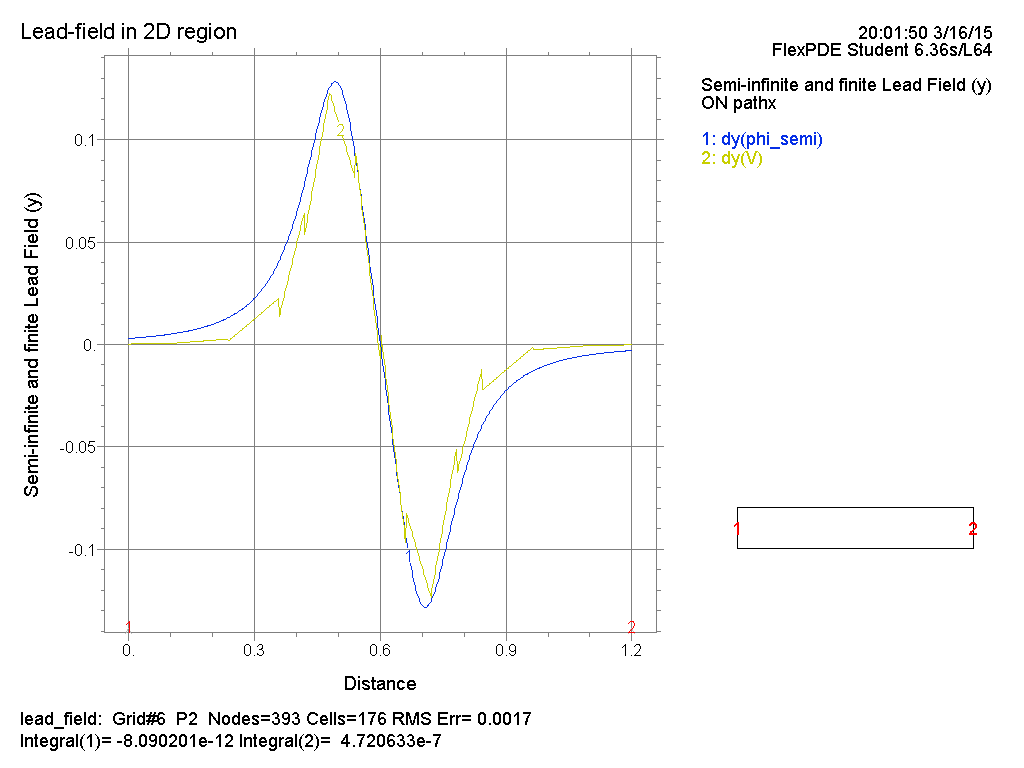 Lead-field in 2D region
20:01:50 3/16/15
FlexPDE Student 6.36s/L64
Semi-infinite and finite Lead Field (y)
ON pathx
1: dy(phi_semi)
2: dy(V)
Semi-infinite and finite Lead Field (y)
0.1
0.05
0.
-0.05
-0.1
2
1
2
1
2
0.
0.3
0.6
0.9
1.2
Distance
1
2
lead_field: Grid#6 P2 Nodes=393 Cells=176 RMS Err= 0.0017
Integral(1)= -8.090201e-12 Integral(2)= 4.720633e-7